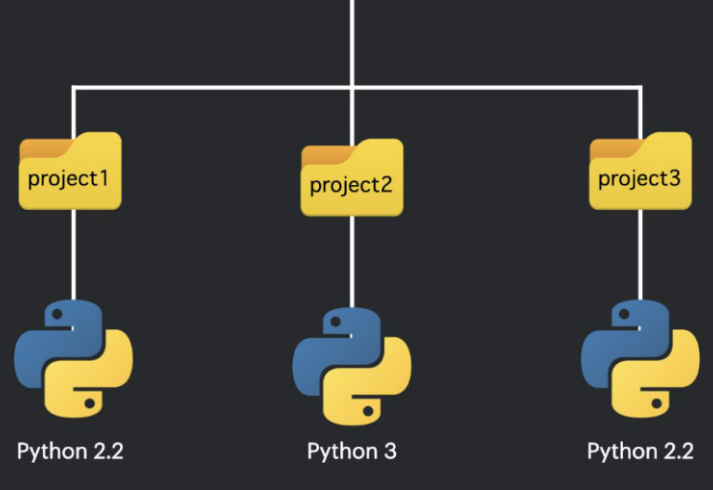 project1
project2
project3
Python 2.2
Python 3
Python 2.2